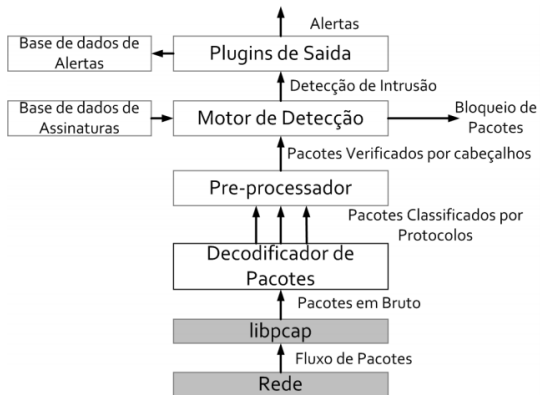 Alertas
Base de dados de
Alertas
Plugins de Saida
Detecção de Intrusão
Base de dados de
Assinaturas
Motor de Detecção
Bloqueio de
Pacotes
Pacotes Verificados por cabeçalhos
Pre-processador
Pacotes Classificados por
Protocolos
Decodificador de
Pacotes
Pacotes em Bruto
libpcap
Fluxo de Pacotes
Rede